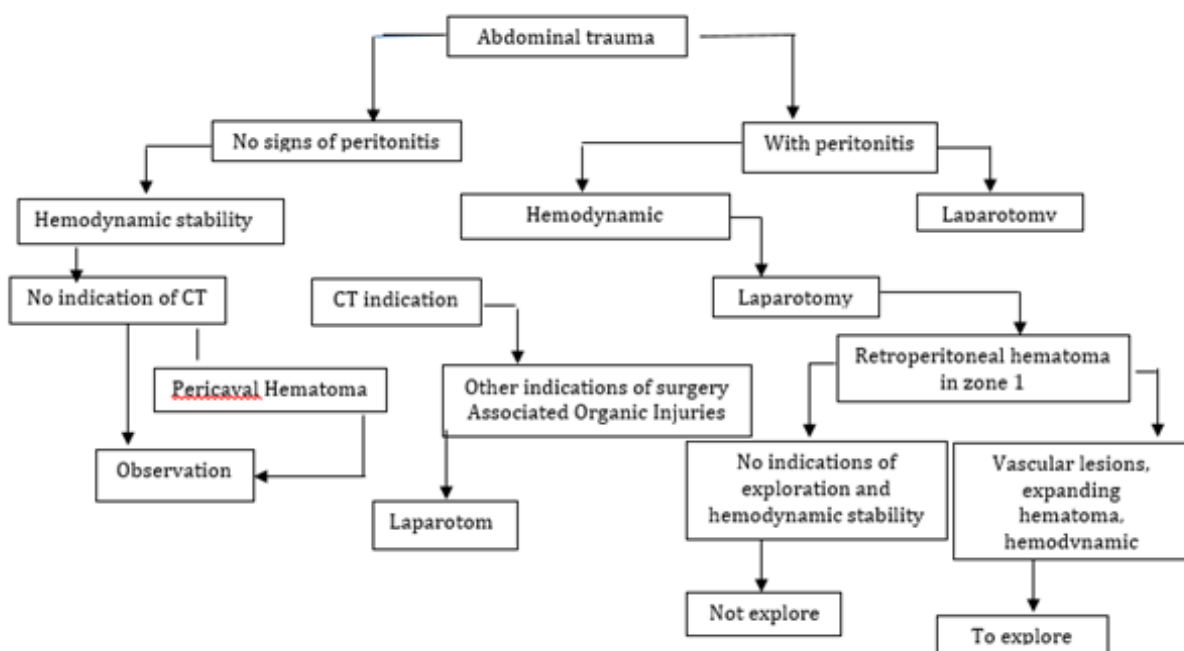 Abdominal trauma
No signs of peritonitis
With peritonitis
Hemodynamic stability
Hemodynamic
Laparotomy
No indication of CT
CT indication
Laparotomy
Pericaval Hematoma
Other indications of surgery
Associated Organic Injuries
Retroperitoneal hematoma
in zone 1
Observation
Laparotom
No indications of
exploration and
hemodynamic stability
Vascular lesions,
expanding
hematoma,
hemodynamic
Not explore
To explore